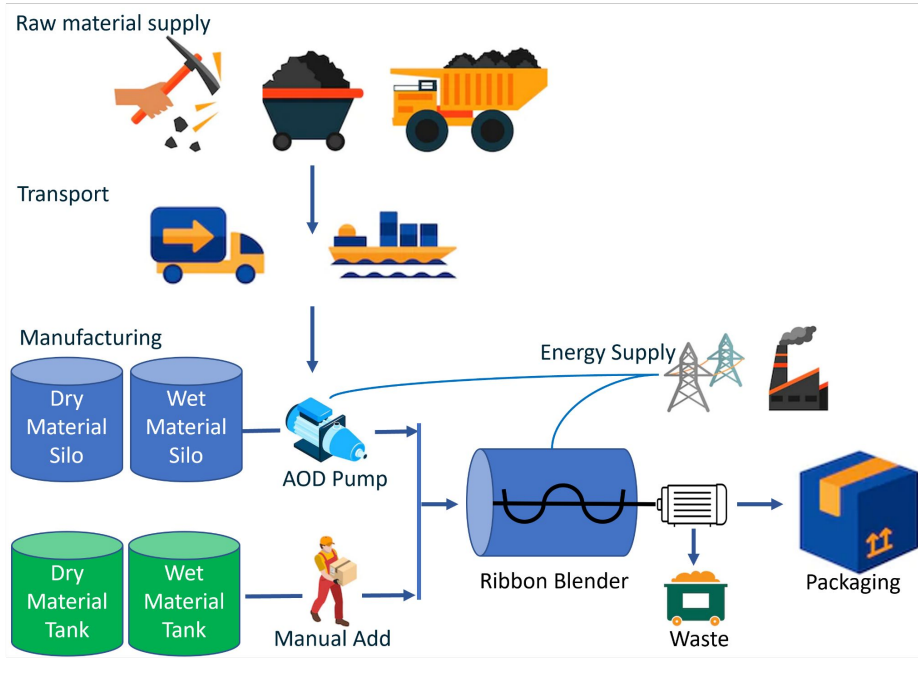 Raw material supply
Transport
Manufacturing
Energy Supply
Dry
Material
Silo
Wet
Material
Silo
AOD Pump
Dry
Material
Tank
Wet
Material
Tank
Manual Add
Ribbon Blender
Waste
Packaging